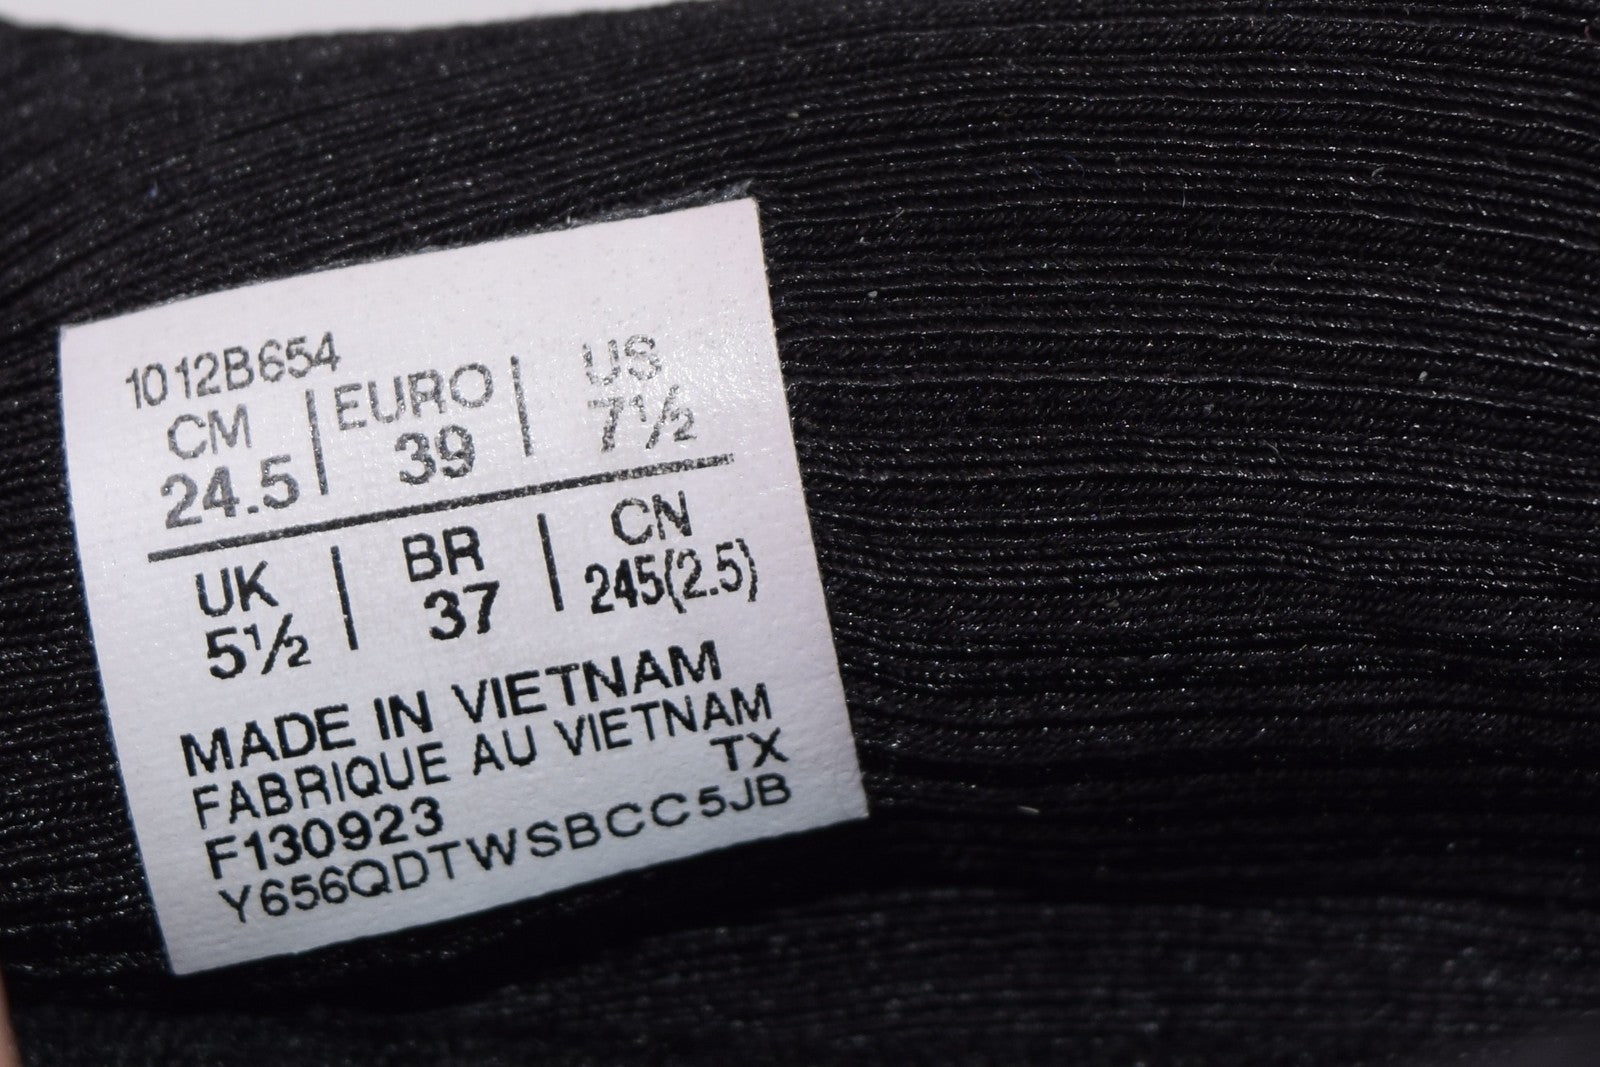 1012B654
CM | EURO | US
24.5 | 39 | 7½
UK | BR | CN
5½ | 37 | 245(2.5)
MADE IN VIETNAM
FABRIQUE AU VIETNAM
TX
F130923
Y656QDTWSBCC5JB